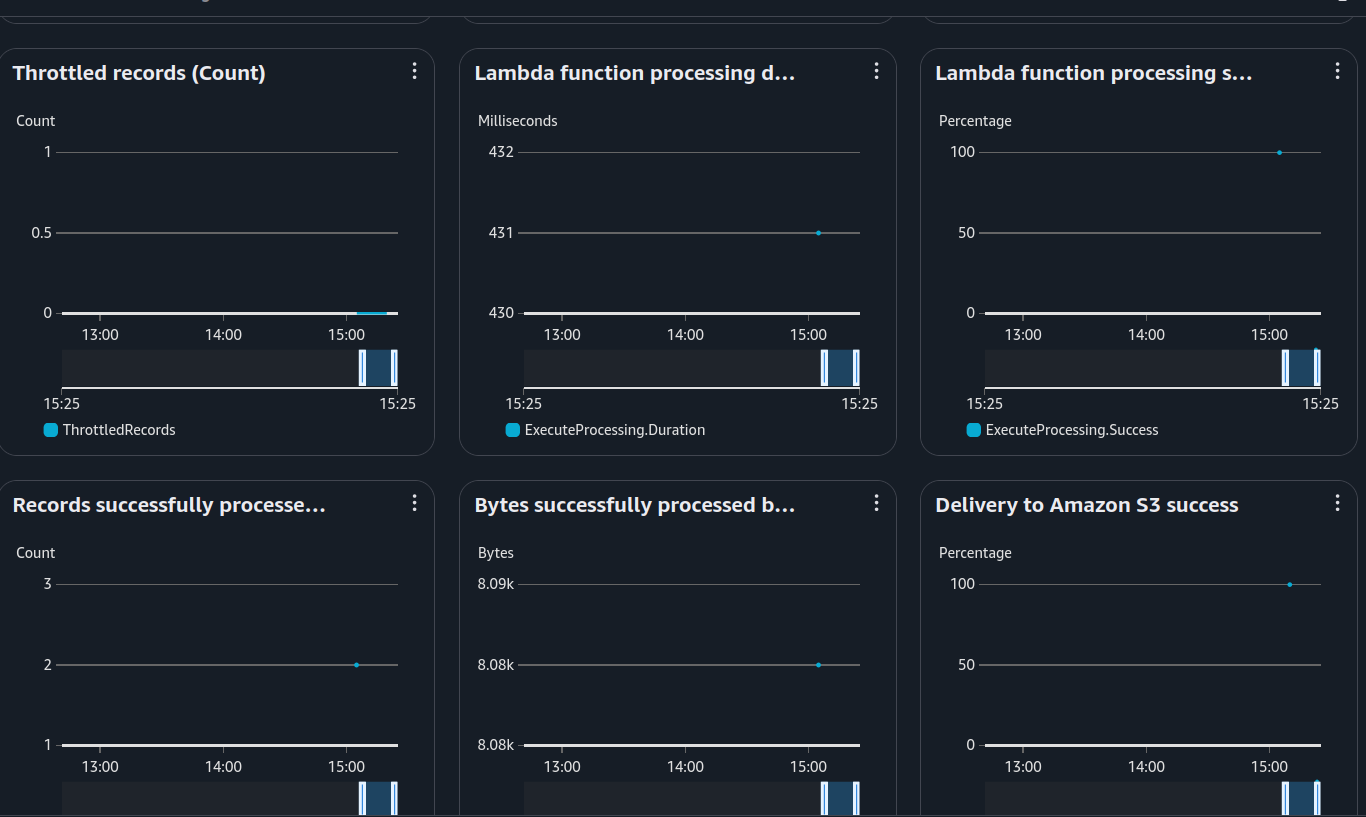 Throttled records (Count)
Count
1
0.5
0
13:00 14:00 15:00
15:25 15:25
ThrottledRecords
Lambda function processing d...
Milliseconds
432
431
430
13:00 14:00 15:00
15:25 15:25
ExecuteProcessing.Duration
Lambda function processing s...
Percentage
100
50
0
13:00 14:00 15:00
15:25 15:25
ExecuteProcessing.Success
Records successfully processe...
Count
3
2
1
13:00 14:00 15:00
Bytes successfully processed b...
Bytes
8.09k
8.08k
8.08k
13:00 14:00 15:00
Delivery to Amazon S3 success
Percentage
100
50
0
13:00 14:00 15:00